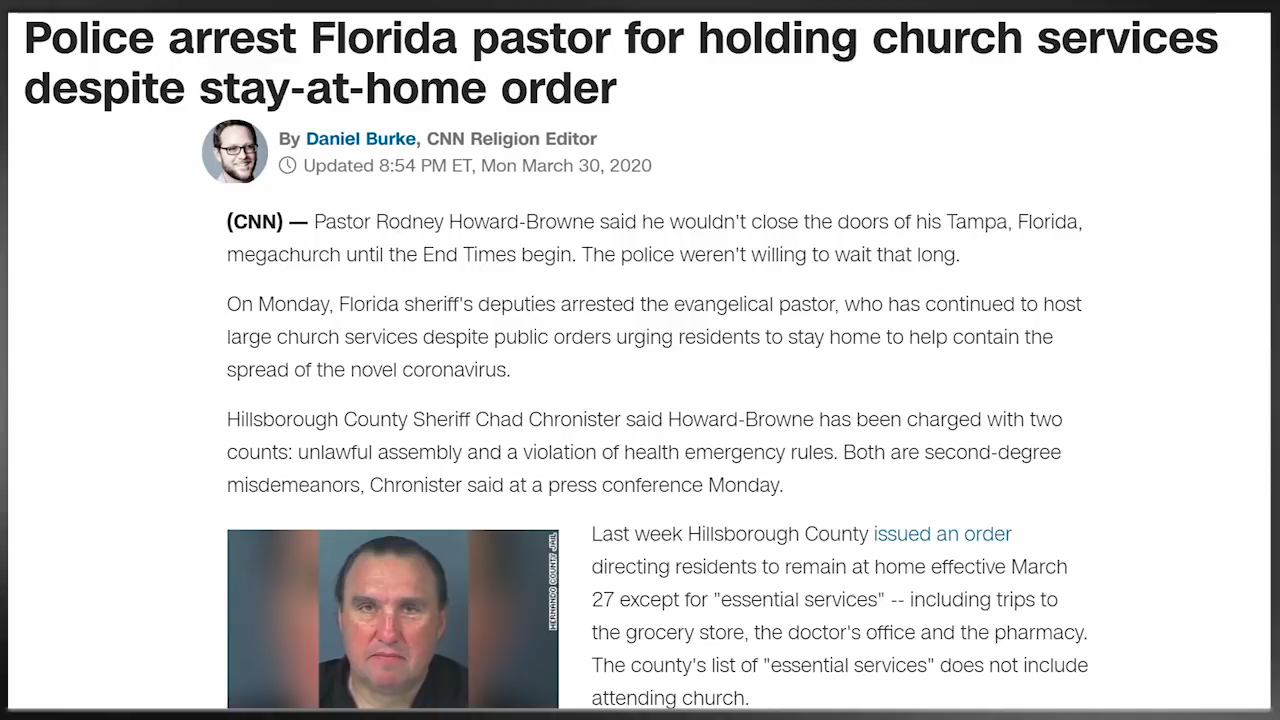 Police arrest Florida pastor for holding church services
despite stay-at-home order
By Daniel Burke, CNN Religion Editor
Updated 8:54 PM ET, Mon March 30, 2020
(CNN) — Pastor Rodney Howard-Browne said he wouldn't close the doors of his Tampa, Florida,
megachurch until the End Times begin. The police weren't willing to wait that long.
On Monday, Florida sheriff's deputies arrested the evangelical pastor, who has continued to host
large church services despite public orders urging residents to stay home to help contain the
spread of the novel coronavirus.
Hillsborough County Sheriff Chad Chronister said Howard-Browne has been charged with two
counts: unlawful assembly and a violation of health emergency rules. Both are second-degree
misdemeanors, Chronister said at a press conference Monday.
HERNANDO COUNTY JAIL
Last week Hillsborough County issued an order
directing residents to remain at home effective March
27 except for "essential services" -- including trips to
the grocery store, the doctor's office and the pharmacy.
The county's list of "essential services" does not include
attending church.